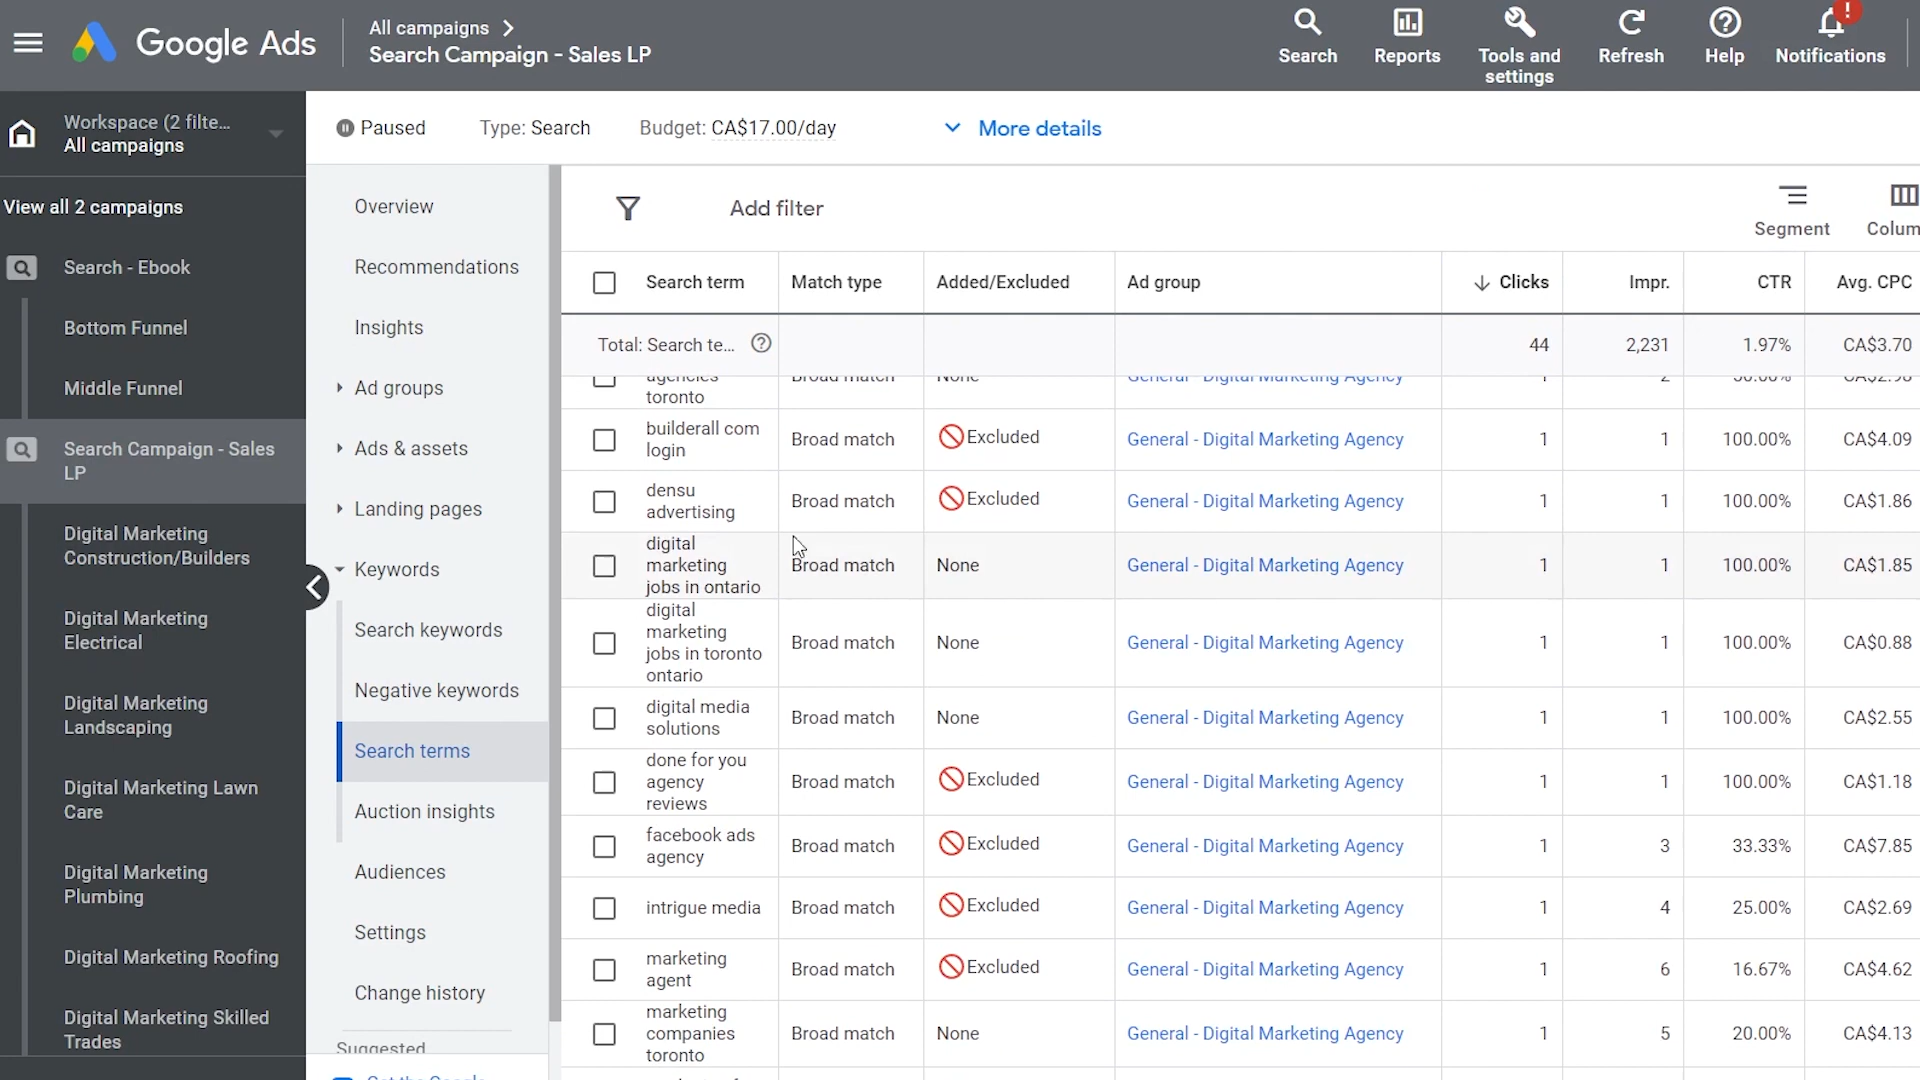 Google Ads
All campaigns
Search Campaign - Sales LP
Search
Reports
Tools and
settings
Refresh
Help
!
Notifications
Workspace (2 filte...
All campaigns
View all 2 campaigns
Search - Ebook
Bottom Funnel
Middle Funnel
Search Campaign - Sales
LP
Digital Marketing
Construction/Builders
Digital Marketing
Electrical
Digital Marketing
Landscaping
Digital Marketing Lawn
Care
Digital Marketing
Plumbing
Digital Marketing Roofing
Digital Marketing Skilled
Trades
Paused
Type: Search
Budget: CA$17.00/day
More details
Overview
Recommendations
Insights
Ad groups
Ads & assets
Landing pages
Keywords
Search keywords
Negative keywords
Search terms
Auction insights
Audiences
Settings
Change history
Suggested
Add filter
Segment
Colum
Search term
Match type
Added/Excluded
Ad group
Clicks
Impr.
CTR
Avg. CPC
Total: Search te...
44
2,231
1.97%
CA$3.70
agencies
toronto
Broad match
None
General - Digital Marketing Agency
builderall com
login
Broad match
Excluded
General - Digital Marketing Agency
1
1
100.00%
CA$4.09
densu
advertising
Broad match
Excluded
General - Digital Marketing Agency
1
1
100.00%
CA$1.86
digital
marketing
jobs in ontario
Broad match
None
General - Digital Marketing Agency
1
1
100.00%
CA$1.85
digital
marketing
jobs in toronto
ontario
Broad match
None
General - Digital Marketing Agency
1
1
100.00%
CA$0.88
digital media
solutions
Broad match
None
General - Digital Marketing Agency
1
1
100.00%
CA$2.55
done for you
agency
reviews
Broad match
Excluded
General - Digital Marketing Agency
1
1
100.00%
CA$1.18
facebook ads
agency
Broad match
Excluded
General - Digital Marketing Agency
1
3
33.33%
CA$7.85
intrigue media
Broad match
Excluded
General - Digital Marketing Agency
1
4
25.00%
CA$2.69
marketing
agent
Broad match
Excluded
General - Digital Marketing Agency
1
6
16.67%
CA$4.62
marketing
companies
toronto
Broad match
None
General - Digital Marketing Agency
1
5
20.00%
CA$4.13